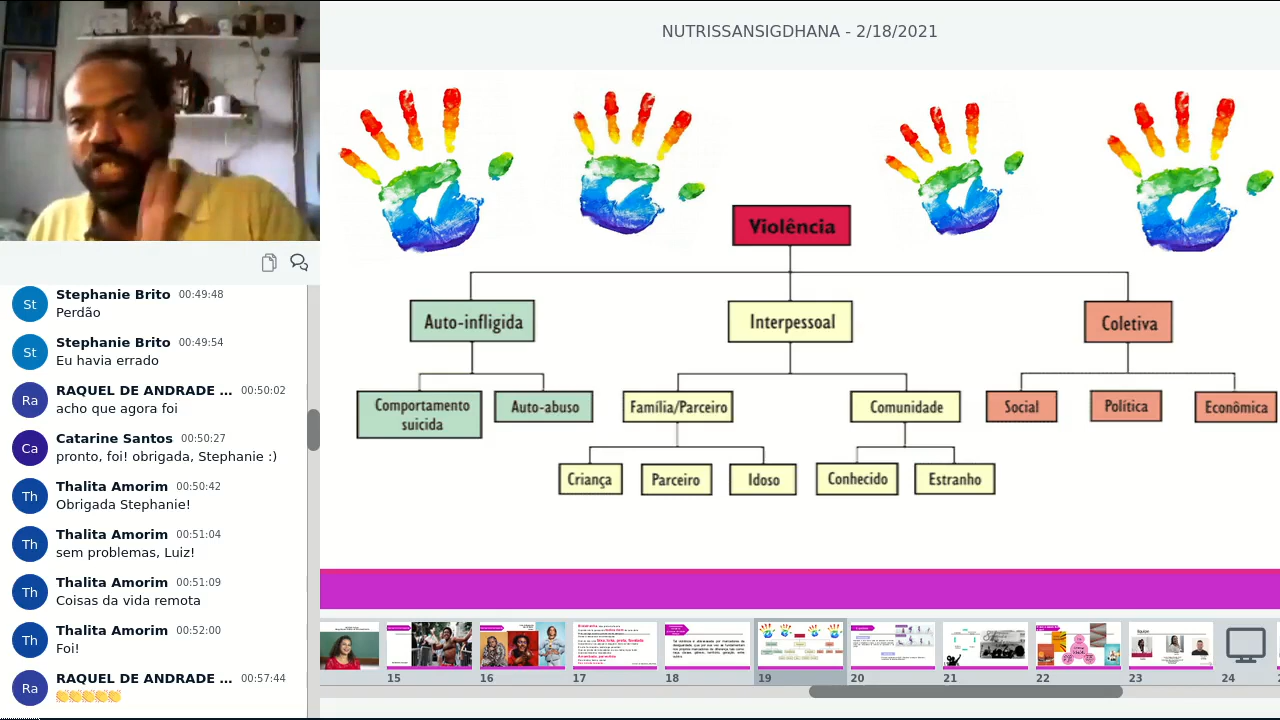 NUTRISSANSIGDHANA - 2/18/2021
St
Stephanie Brito 00:49:48
Perdão
St
Stephanie Brito 00:49:54
Eu havia errado
Ra
RAQUEL DE ANDRADE ... 00:50:02
acho que agora foi
Ca
Catarine Santos 00:50:27
pronto, foi! obrigada, Stephanie :)
Th
Thalita Amorim 00:50:42
Obrigada Stephanie!
Th
Thalita Amorim 00:51:04
sem problemas, Luiz!
Th
Thalita Amorim 00:51:09
Coisas da vida remota
Th
Thalita Amorim 00:52:00
Foi!
Ra
RAQUEL DE ANDRADE ... 00:57:44
Violência
Auto-infligida
Interpessoal
Coletiva
Comportamento
suicida
Auto-abuso
Família/Parceiro
Comunidade
Social
Política
Econômica
Criança
Parceiro
Idoso
Conhecido
Estranho
15
16
17
18
19
20
21
22
23
24